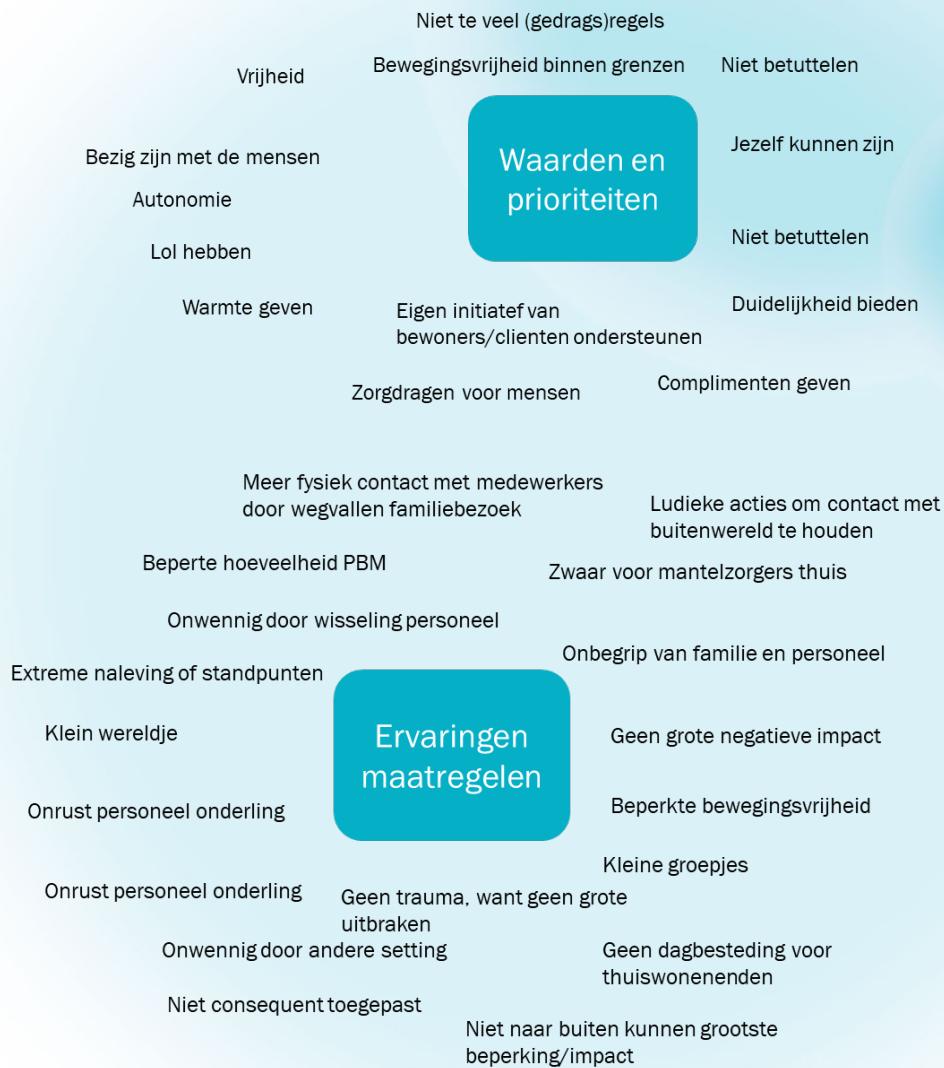 Niet te veel (gedrags)regels
Vrijheid
Bewegingsvrijheid binnen grenzen
Niet betuttelen
Bezig zijn met de mensen
Waarden en
prioriteiten
Jezelf kunnen zijn
Autonomie
Niet betuttelen
Lol hebben
Warmte geven
Eigen initiatef van
bewoners/clienten ondersteunen
Duidelijkheid bieden
Zorgdragen voor mensen
Complimenten geven
Meer fysiek contact met medewerkers
door wegvallen familiebezoek
Ludieke acties om contact met
buitenwereld te houden
Beperte hoeveelheid PBM
Zwaar voor mantelzorgers thuis
Onwennig door wisseling personeel
Onbegrip van familie en personeel
Extreme naleving of standpunten
Klein wereldje
Ervaringen
maatregelen
Geen grote negatieve impact
Onrust personeel onderling
Beperkte bewegingsvrijheid
Kleine groepjes
Onrust personeel onderling
Geen trauma, want geen grote
uitbraken
Onwennig door andere setting
Geen dagbesteding voor
thuiswonenenden
Niet consequent toegepast
Niet naar buiten kunnen grootste
beperking/impact